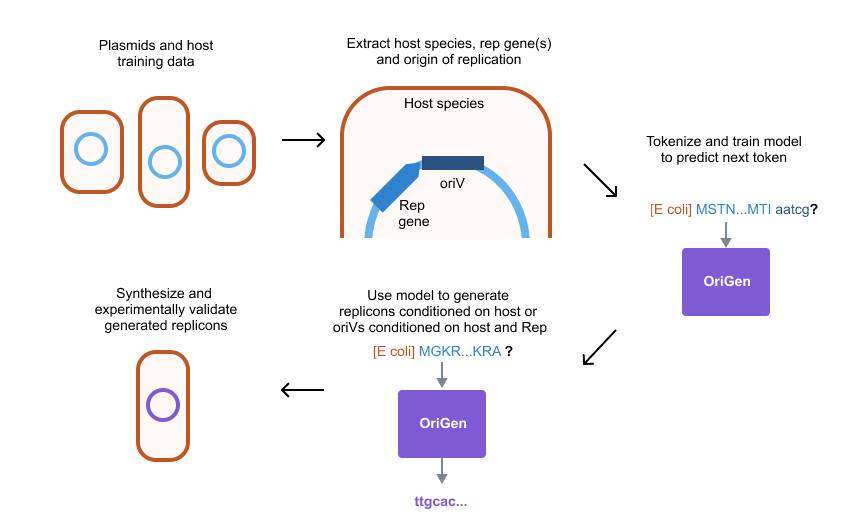 Plasmids and host
training data
Extract host species, rep gene(s)
and origin of replication
Host species
oriV
Rep
gene
Tokenize and train model
to predict next token
[E coli] MSTN...MTI aatcg?
OriGen
Use model to generate
replicons conditioned on host or
oriVs conditioned on host and Rep
[E coli] MGKR...KRA ?
OriGen
ttgcac...
Synthesize and
experimentally validate
generated replicons